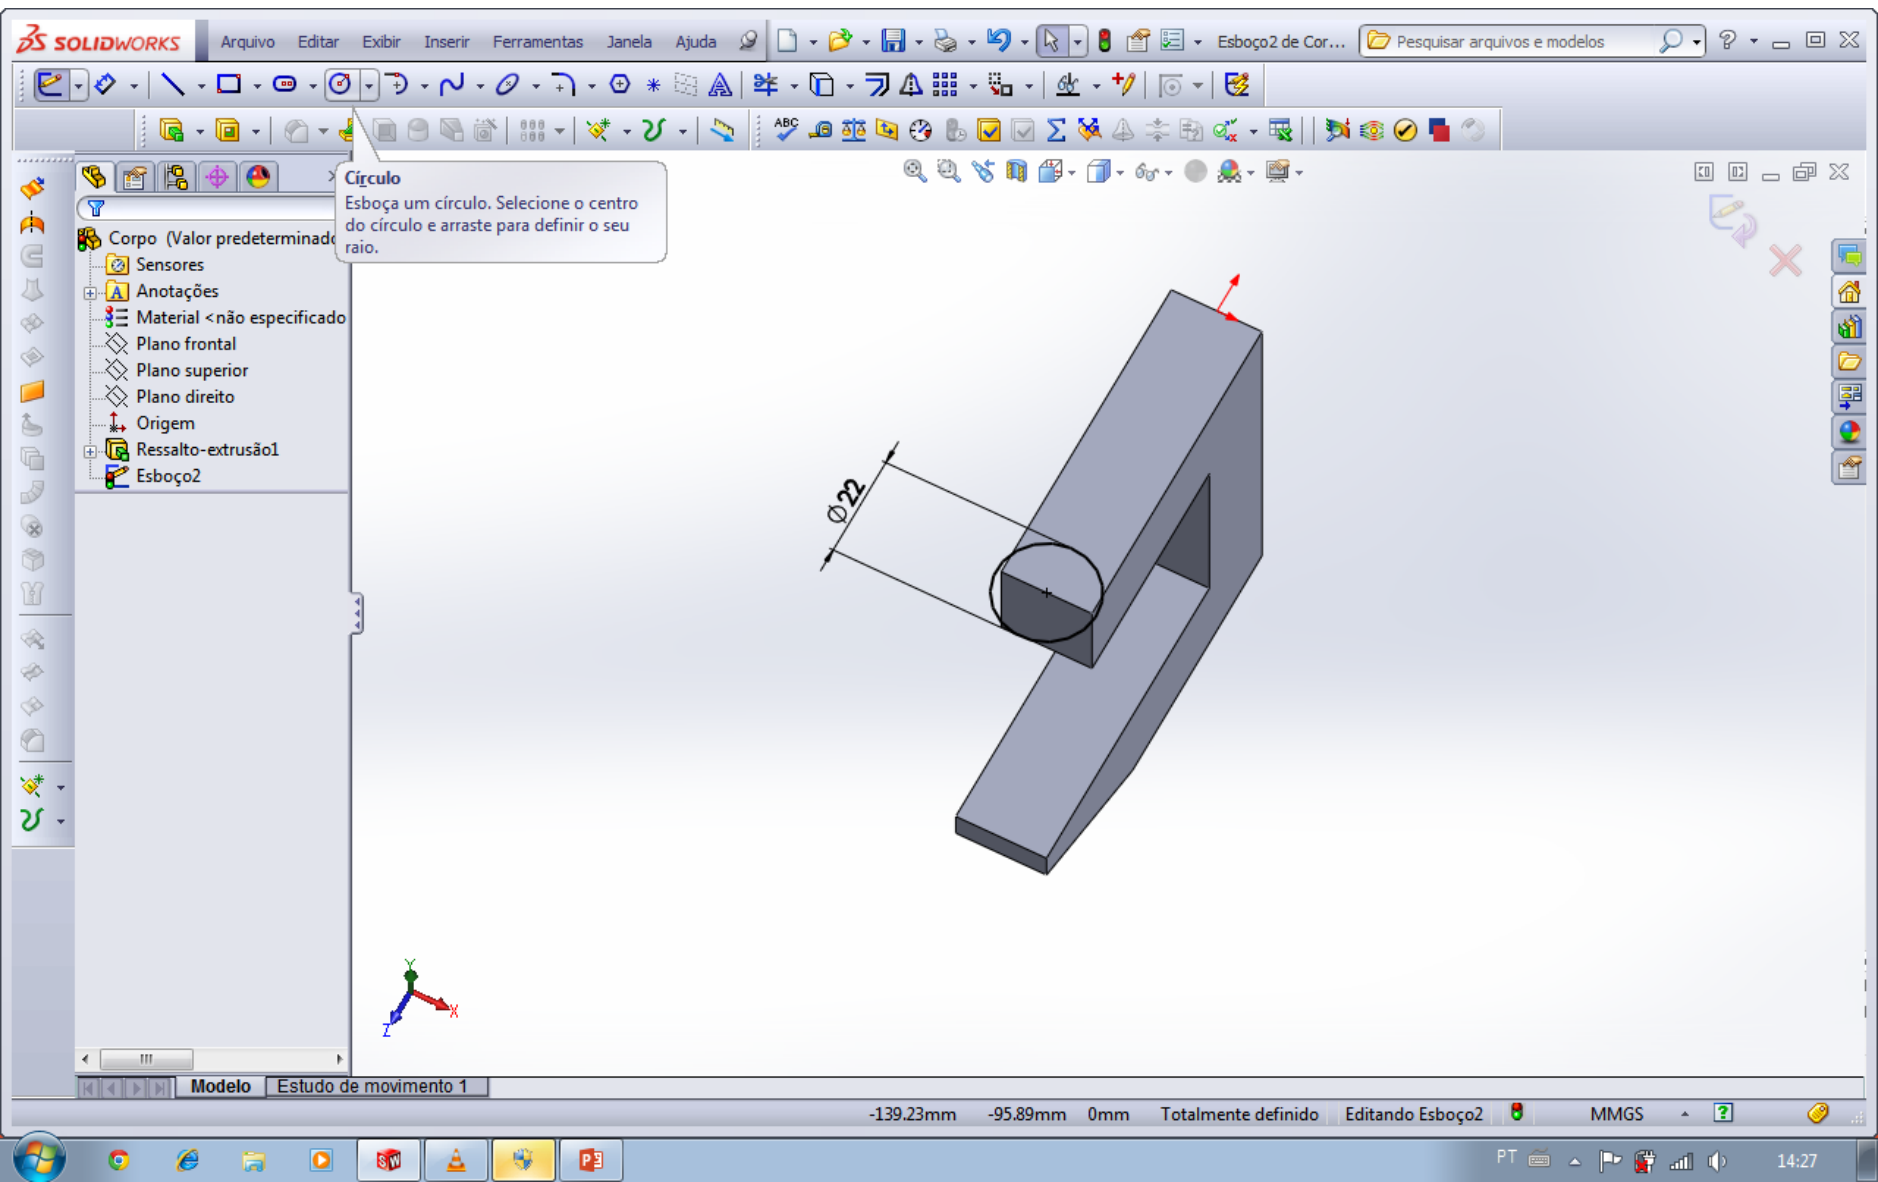 SOLIDWORKS Arquivo Editar Exibir Inserir Ferramentas Janela Ajuda Esboço2 de Cor... Pesquisar arquivos e modelos
ABC
Círculo
Esboça um círculo. Selecione o centro
do círculo e arraste para definir o seu
raio.
Corpo (Valor predeterminado
Sensores
Anotações
Material <não especificado
Plano frontal
Plano superior
Plano direito
Origem
Ressalto-extrusão1
Esboço2
Ø22
Y
X
Z
Modelo Estudo de movimento 1
-139.23mm -95.89mm 0mm Totalmente definido Editando Esboço2 MMGS
PT 14:27